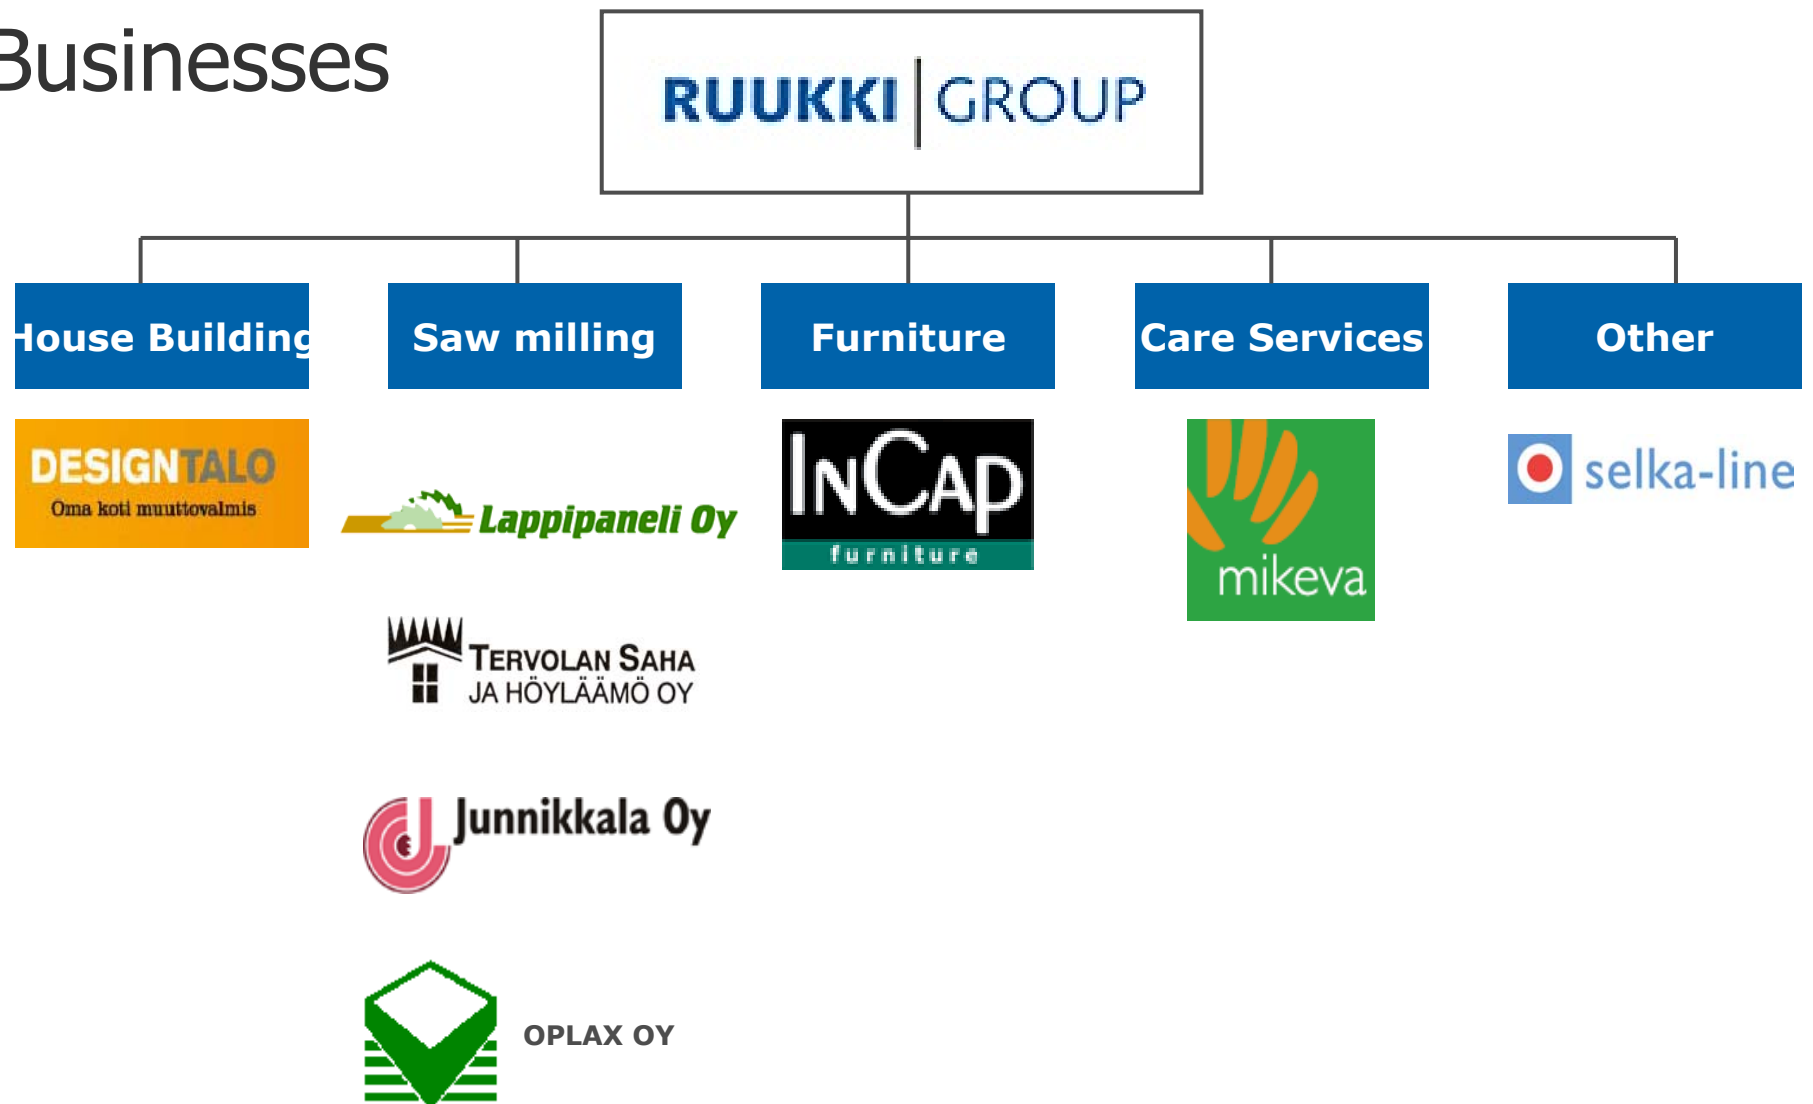 Businesses
RUUKKI GROUP
House Building
Saw milling
Furniture
Care Services
Other
DESIGNTALO
Oma koti muuttovalmis
Lappipaneli Oy
INCAP
furniture
mikeva
selka-line
TERVOLAN SAHA
JA HÖYLÄÄMÖ OY
Junnikkala Oy
OPLAX OY